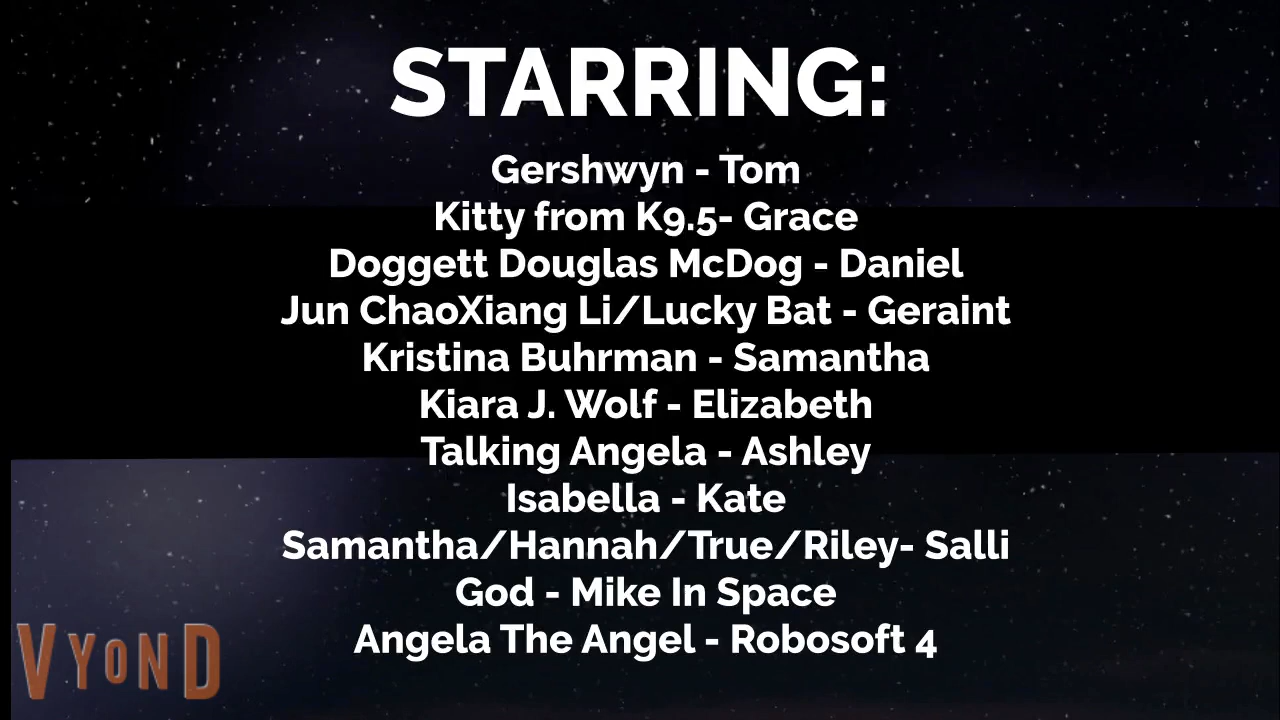 STARRING:
Gershwyn - Tom
Kitty from K9.5- Grace
Doggett Douglas McDog - Daniel
Jun ChaoXiang Li/Lucky Bat - Geraint
Kristina Buhrman - Samantha
Kiara J. Wolf - Elizabeth
Talking Angela - Ashley
Isabella - Kate
Samantha/Hannah/True/Riley- Salli
God - Mike In Space
Angela The Angel - Robosoft 4
VYOND